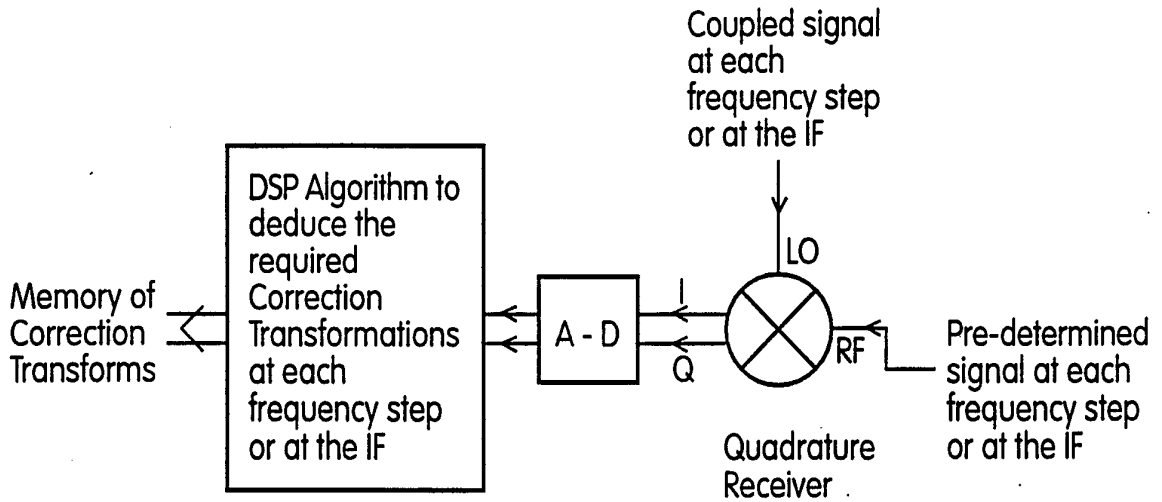 Coupled signal
at each
frequency step
or at the IF
LO
DSP Algorithm to
deduce the
required
Correction
Transformations
at each
frequency step
or at the IF
Memory of
Correction
Transforms
A - D
I
Q
RF
Pre-determined
signal at each
frequency step
or at the IF
Quadrature
Receiver